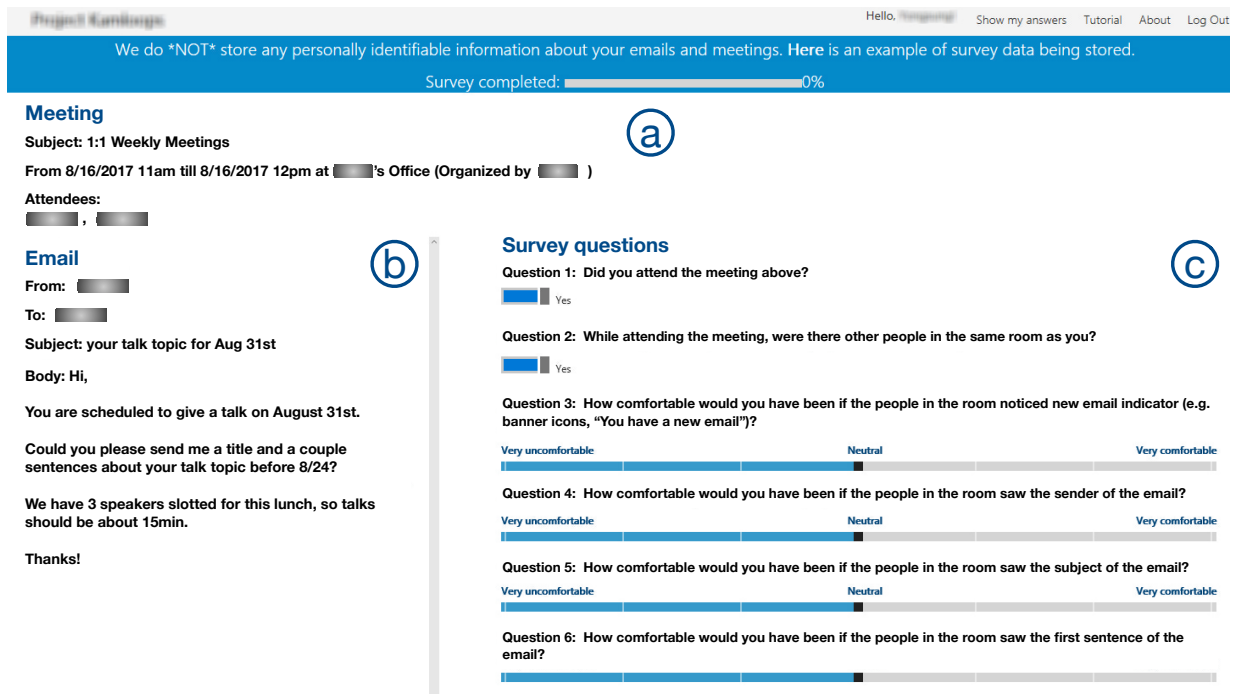 Hello,
Show my answers Tutorial About Log Out
We do *NOT* store any personally identifiable information about your emails and meetings. Here is an example of survey data being stored.
Survey completed: 0%
Meeting
a
Subject: 1:1 Weekly Meetings
From 8/16/2017 11am till 8/16/2017 12pm at 's Office (Organized by )
Attendees:
,
Email
b
From:
To:
Subject: your talk topic for Aug 31st
Body: Hi,
You are scheduled to give a talk on August 31st.
Could you please send me a title and a couple
sentences about your talk topic before 8/24?
We have 3 speakers slotted for this lunch, so talks
should be about 15min.
Thanks!
Survey questions
c
Question 1: Did you attend the meeting above?
Yes
Question 2: While attending the meeting, were there other people in the same room as you?
Yes
Question 3: How comfortable would you have been if the people in the room noticed new email indicator (e.g.
banner icons, “You have a new email”)?
Very uncomfortable Neutral Very comfortable
Question 4: How comfortable would you have been if the people in the room saw the sender of the email?
Very uncomfortable Neutral Very comfortable
Question 5: How comfortable would you have been if the people in the room saw the subject of the email?
Very uncomfortable Neutral Very comfortable
Question 6: How comfortable would you have been if the people in the room saw the first sentence of the
email?